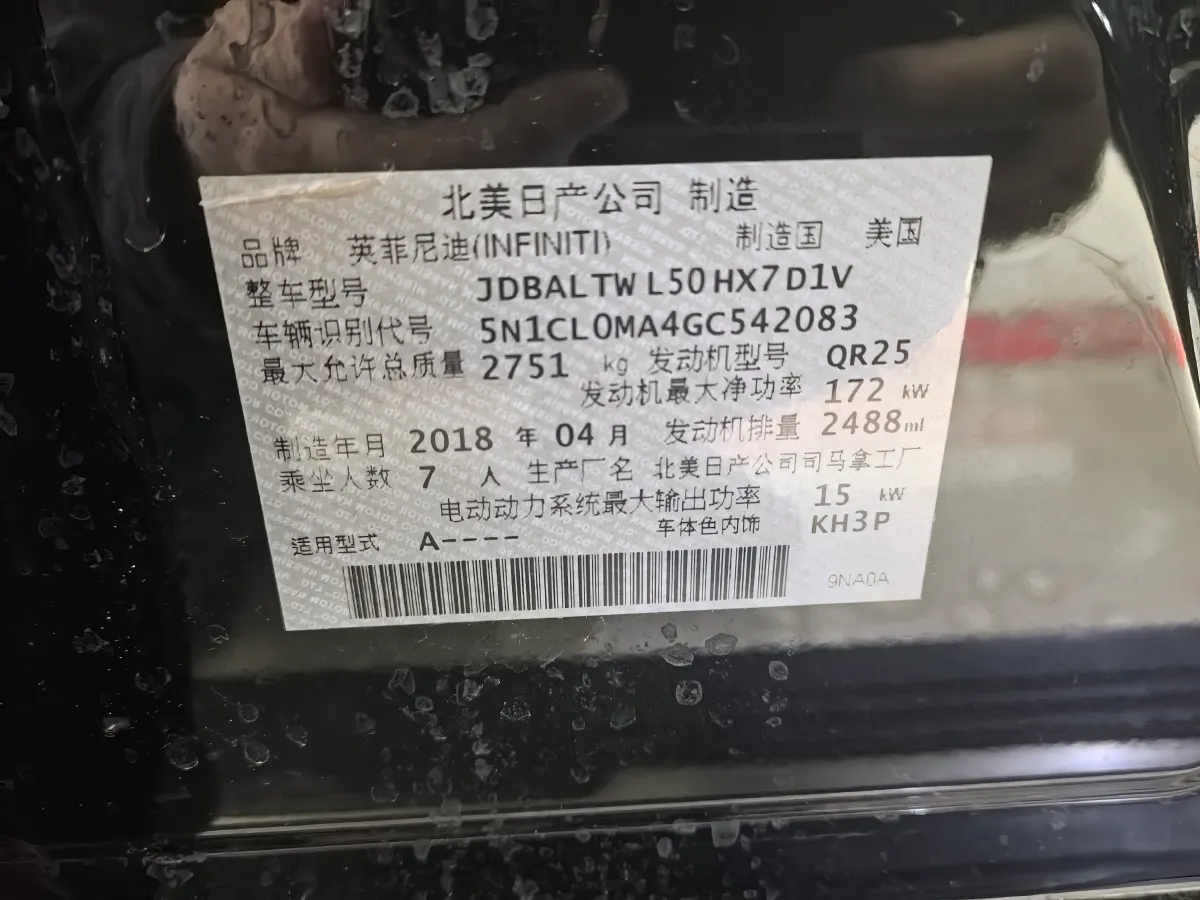 北美日产公司 制造
品牌 英菲尼迪(INFINITI) 制造国 美国
整车型号 JDBALTWL50HX7D1V
车辆识别代号 5N1CL0MA4GC542083
最大允许总质量 2751 kg 发动机型号 QR25
发动机最大净功率 172 kW
制造年月 2018 年 04 月 发动机排量 2488ml
乘坐人数 7 人 生产厂名 北美日产公司司马拿工厂
电动动力系统最大输出功率 15 kW
适用型式 A---- 车体色内饰 KH3P
9NA0A